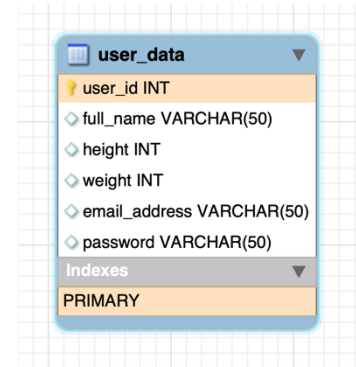 user_data
user_id INT
full_name VARCHAR(50)
height INT
weight INT
email_address VARCHAR(50)
password VARCHAR(50)
Indexes
PRIMARY